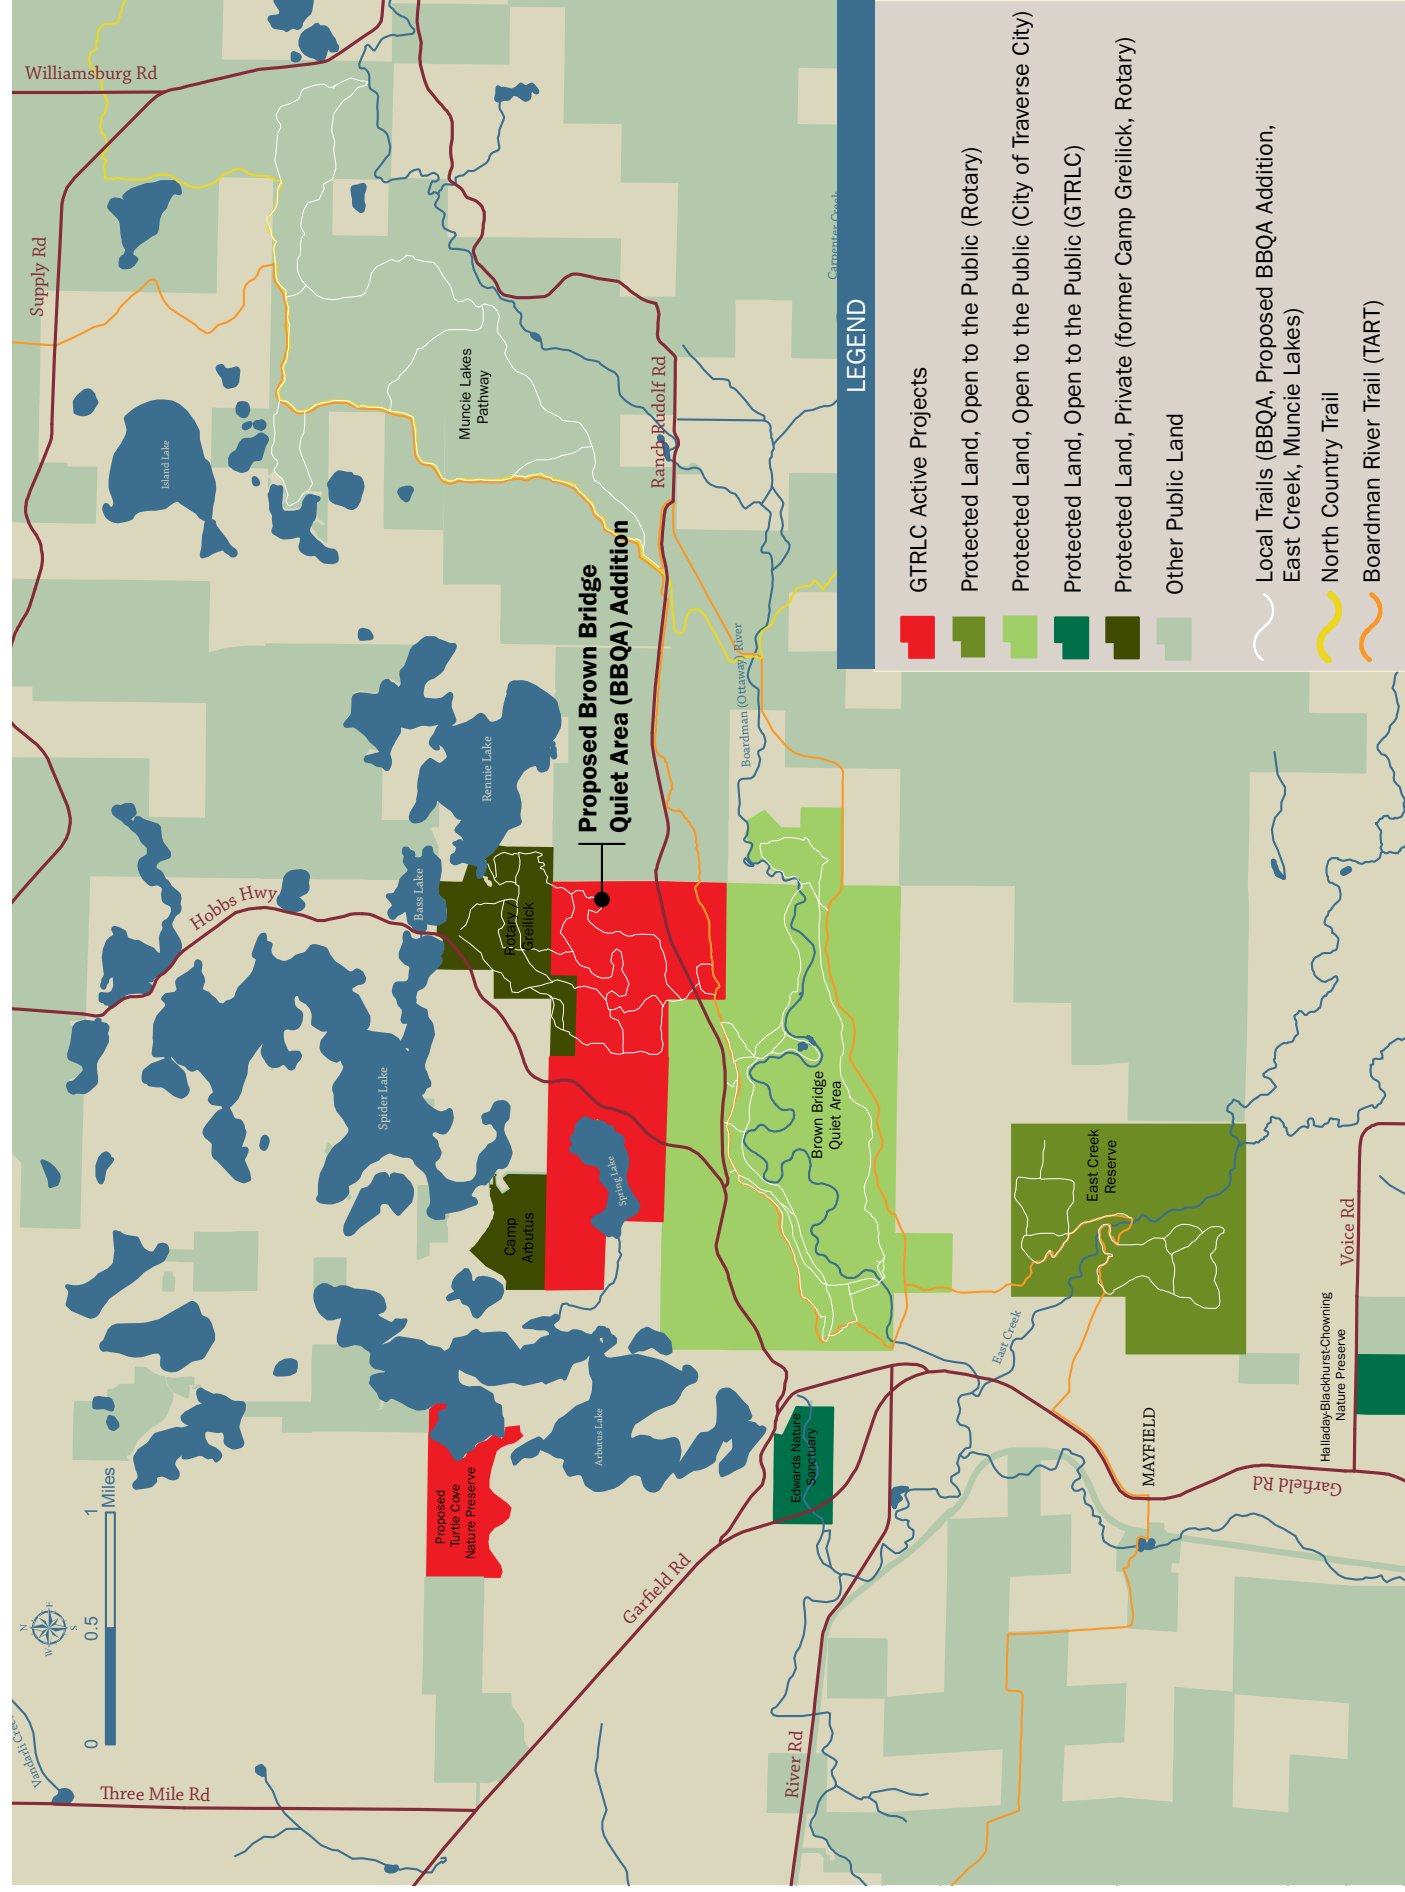 Williamsburg Rd
Supply Rd
Island Lake
Muncie Lakes
Pathway
Ranch Rudolf Rd
Carpenter Creek
Proposed Brown Bridge
Quiet Area (BBQA) Addition
Rennie Lake
Boardman (Ottaway) River
Hobbs Hwy
Bass Lake
Rotary /
Greilick
Spider Lake
Spring Lake
Camp
Arbutus
Brown Bridge
Quiet Area
East Creek
Reserve
East Creek
Voice Rd
Halladay-Blackhurst-Chowning
Nature Preserve
Arbutus Lake
Proposed
Turtle Cove
Nature Preserve
Edwards Nature
Sanctuary
MAYFIELD
Garfield Rd
Garfield Rd
River Rd
Three Mile Rd
N
E
S
W
0
0.5
1
Miles
LEGEND
GTRLC Active Projects
Protected Land, Open to the Public (Rotary)
Protected Land, Open to the Public (City of Traverse City)
Protected Land, Open to the Public (GTRLC)
Protected Land, Private (former Camp Greilick, Rotary)
Other Public Land
Local Trails (BBQA, Proposed BBQA Addition,
East Creek, Muncie Lakes)
North Country Trail
Boardman River Trail (TART)